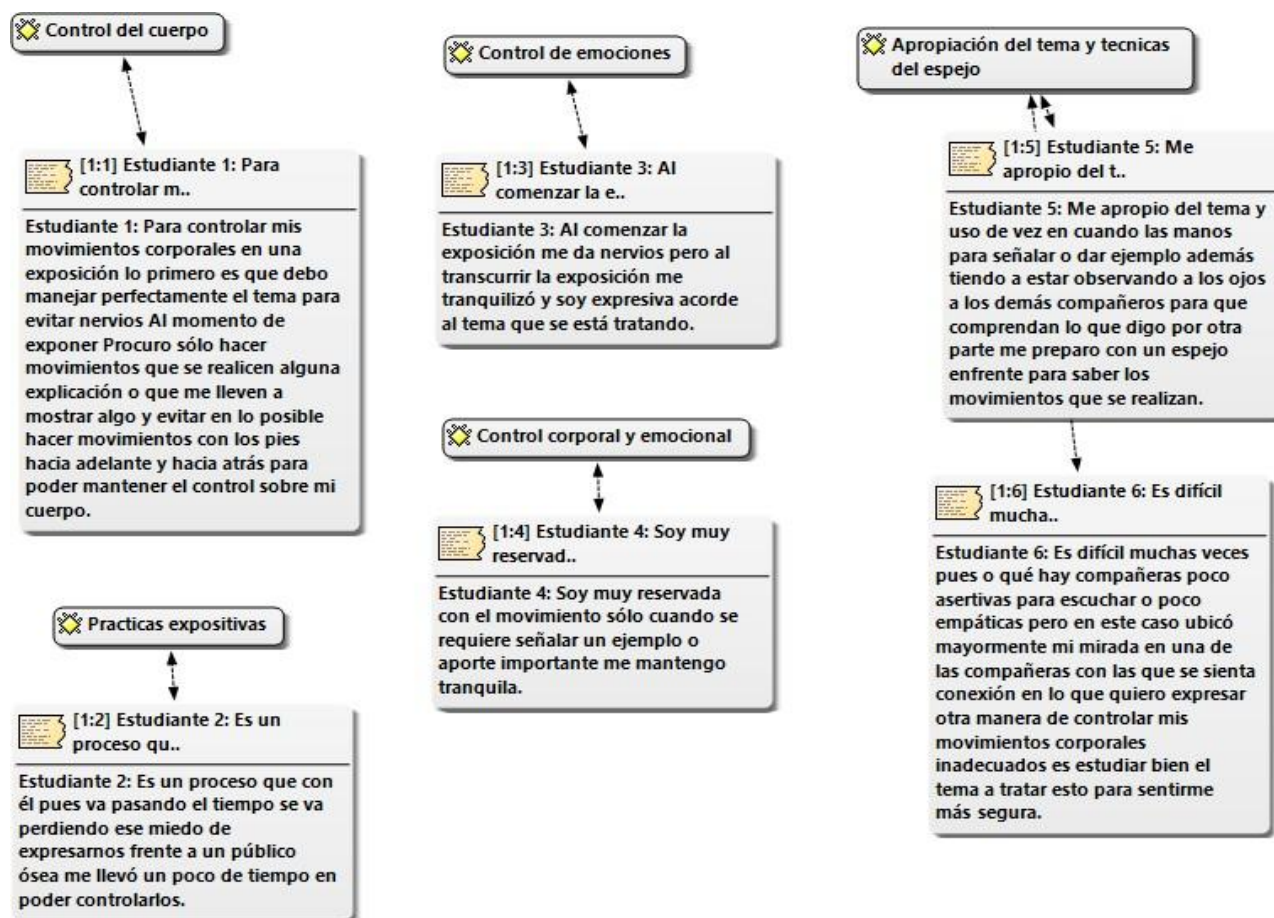 Control del cuerpo
[1:1] Estudiante 1: Para
controlar m..
Estudiante 1: Para controlar mis
movimientos corporales en una
exposición lo primero es que debo
manejar perfectamente el tema para
evitar nervios Al momento de
exponer Procuro sólo hacer
movimientos que se realicen alguna
explicación o que me lleven a
mostrar algo y evitar en lo posible
hacer movimientos con los pies
hacia adelante y hacia atrás para
poder mantener el control sobre mi
cuerpo.
Practicas expositivas
[1:2] Estudiante 2: Es un
proceso qu..
Estudiante 2: Es un proceso que con
él pues va pasando el tiempo se va
perdiendo ese miedo de
expresarnos frente a un público
ósea me llevó un poco de tiempo en
poder controlarlos.
Control de emociones
[1:3] Estudiante 3: Al
comenzar la e..
Estudiante 3: Al comenzar la
exposición me da nervios pero al
transcurrir la exposición me
tranquilizó y soy expresiva acorde
al tema que se está tratando.
Control corporal y emocional
[1:4] Estudiante 4: Soy muy
reservad..
Estudiante 4: Soy muy reservada
con el movimiento sólo cuando se
requiere señalar un ejemplo o
aporte importante me mantengo
tranquila.
Apropiación del tema y tecnicas
del espejo
[1:5] Estudiante 5: Me
apropio del t..
Estudiante 5: Me apropio del tema y
uso de vez en cuando las manos
para señalar o dar ejemplo además
tiendo a estar observando a los ojos
a los demás compañeros para que
comprendan lo que digo por otra
parte me preparo con un espejo
enfrente para saber los
movimientos que se realizan.
[1:6] Estudiante 6: Es difícil
mucha..
Estudiante 6: Es difícil muchas veces
pues o qué hay compañeras poco
asertivas para escuchar o poco
empáticas pero en este caso ubicó
mayormente mi mirada en una de
las compañeras con las que se sienta
conexión en lo que quiero expresar
otra manera de controlar mis
movimientos corporales
inadecuados es estudiar bien el
tema a tratar esto para sentirme
más segura.